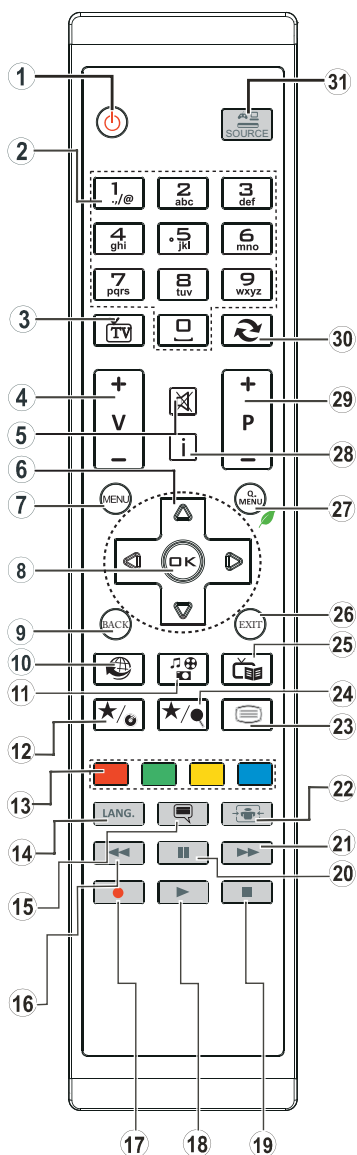 1
31
SOURCE
2
1 2 3
.,/@ abc def
4 5 6
ghi jkl mno
7 8 9
pqrs tuv wxyz
3
TV
0
30
4
+ +
29
V P
5
i
28
- -
6
7
MENU
Q.
MENU
27
8
OK
9
BACK
EXIT
26
10
25
11
24
12
23
13
22
LANG.
14
21
15
20
16
17 18 19